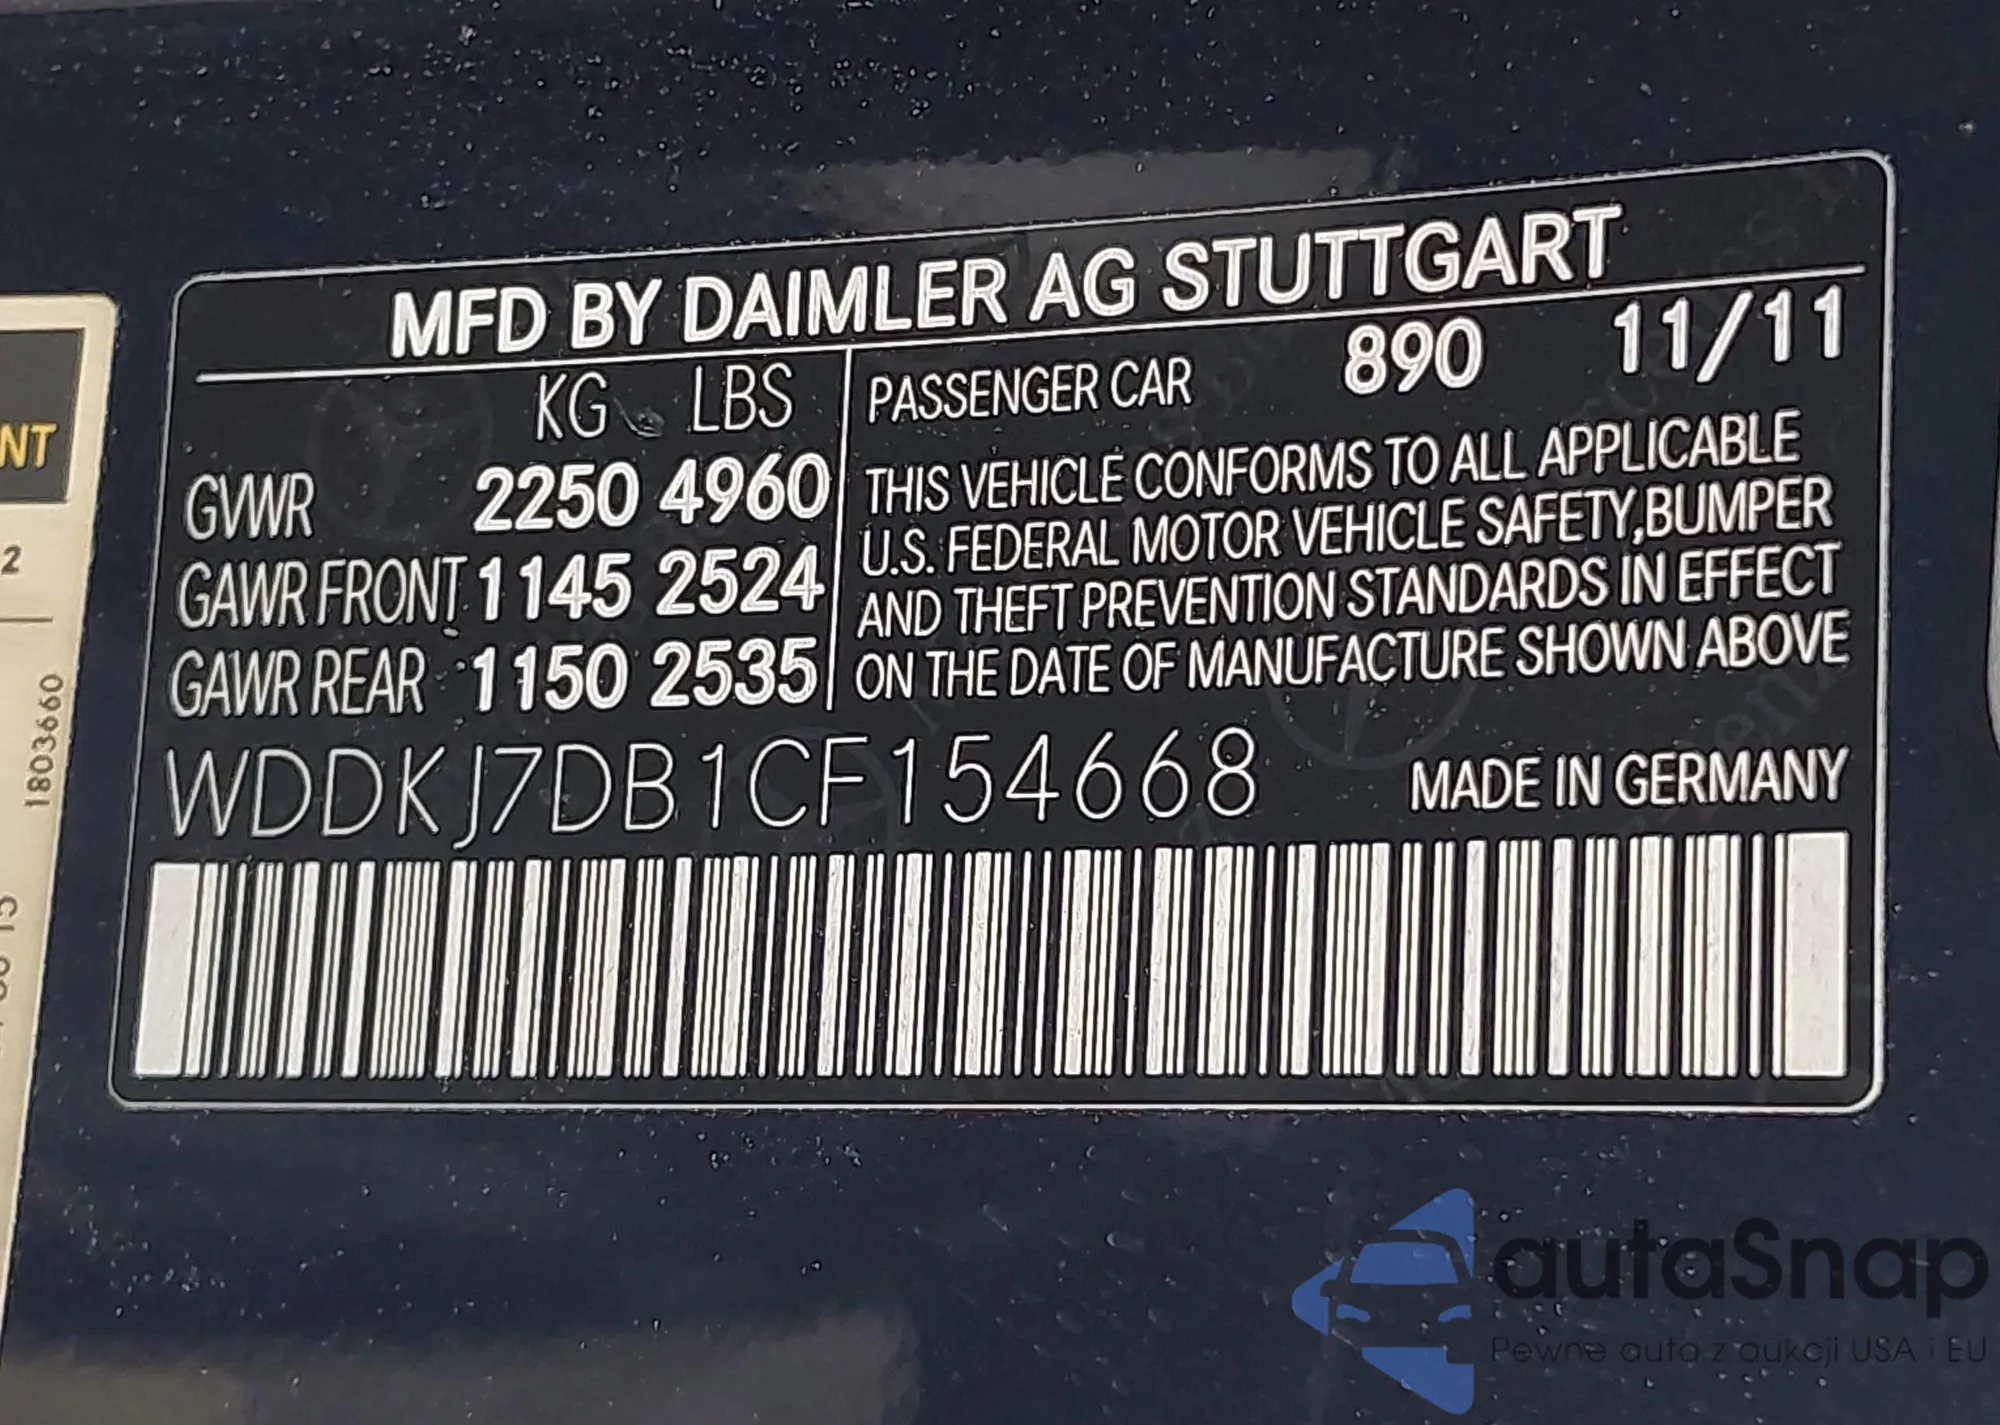 MFD BY DAIMLER AG STUTTGART
KG LBS
GVWR 2250 4960
GAWR FRONT 1145 2524
GAWR REAR 1150 2535
PASSENGER CAR 890 11/11
THIS VEHICLE CONFORMS TO ALL APPLICABLE
U.S. FEDERAL MOTOR VEHICLE SAFETY,BUMPER
AND THEFT PREVENTION STANDARDS IN EFFECT
ON THE DATE OF MANUFACTURE SHOWN ABOVE
WDDKJ7DB1CF154668
MADE IN GERMANY
NT
2
1803660
15
autaSnap
Pewne auta z aukcji USA i EU